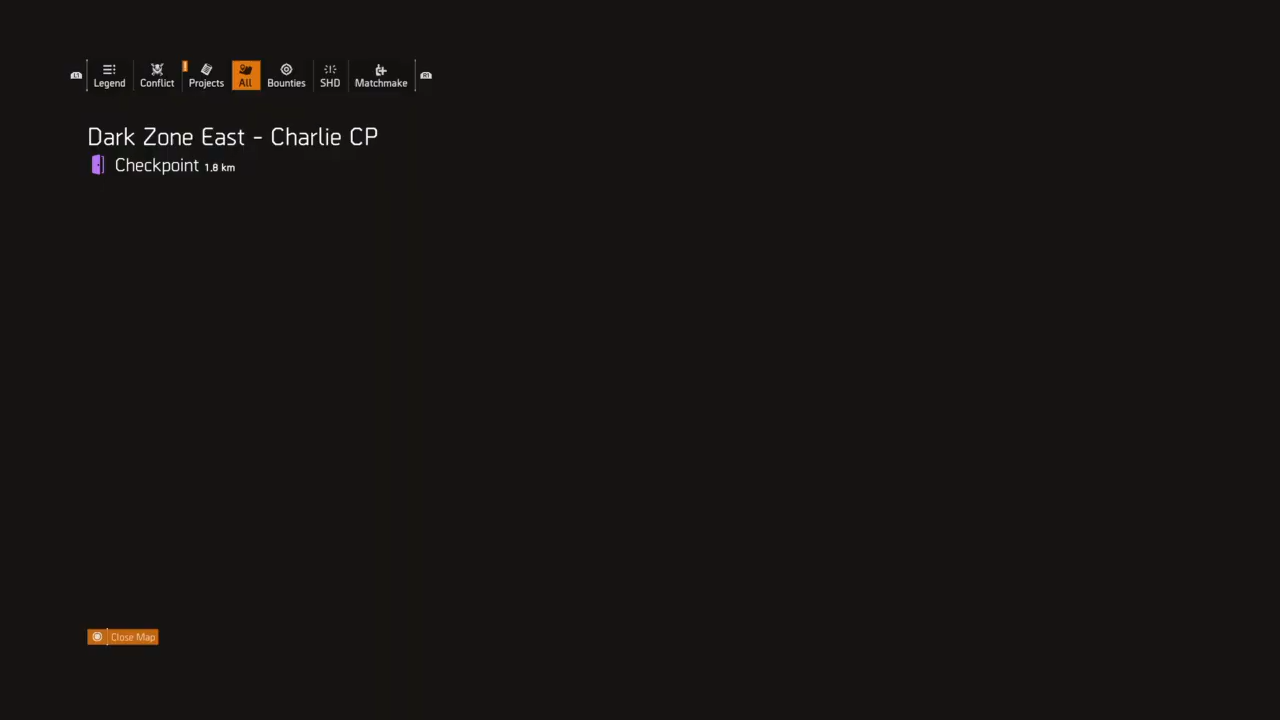 Legend Conflict Projects All Bounties SHD Matchmake
Dark Zone East - Charlie CP
Checkpoint 1.8 km
Close Map